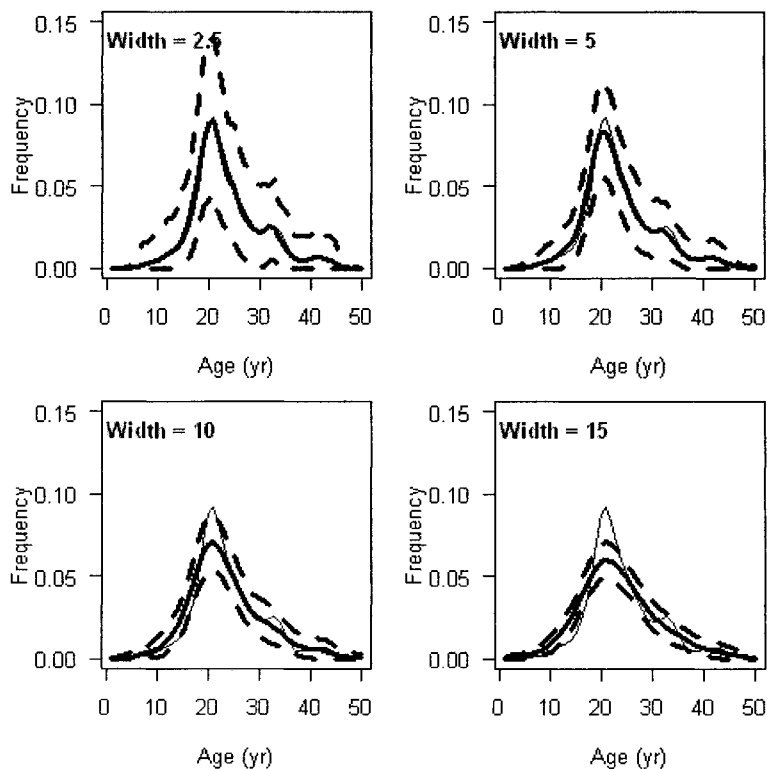 Width = 2.5
0.15
0.10
0.05
0.00
Frequency
0 10 20 30 40 50
Age (yr)
Width = 5
0.15
0.10
0.05
0.00
Frequency
0 10 20 30 40 50
Age (yr)
Width = 10
0.15
0.10
0.05
0.00
Frequency
0 10 20 30 40 50
Age (yr)
Width = 15
0.15
0.10
0.05
0.00
Frequency
0 10 20 30 40 50
Age (yr)